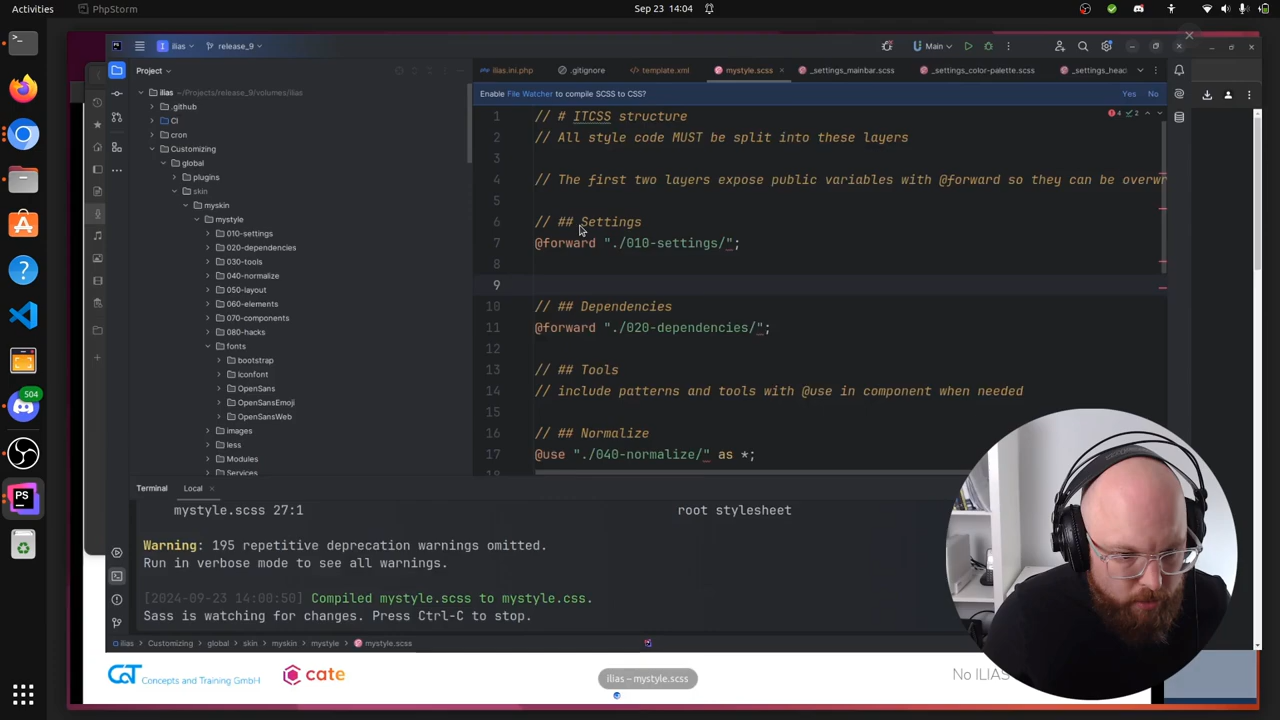 Activities
PhpStorm
Sep 23 14:04
ilias
release_9
Main
Project
ilias.ini.php
.gitignore
template.xml
mystyle.scss
_settings_mainbar.scss
_settings_color-palette.scss
_settings_head
Enable File Watcher to compile SCSS to CSS?
Yes
No
ilias ~/Projects/release_9/volumes/ilias
.github
CI
cron
Customizing
global
plugins
skin
myskin
mystyle
010-settings
020-dependencies
030-tools
040-normalize
050-layout
060-elements
070-components
080-hacks
fonts
bootstrap
Iconfont
OpenSans
OpenSansEmoji
OpenSansWeb
images
less
Modules
Services
4
2
1 // # ITCSS structure
2 // All style code MUST be split into these layers
3
4 // The first two layers expose public variables with @forward so they can be overwr
5
6 // ## Settings
7 @forward "./010-settings/";
8
9
10 // ## Dependencies
11 @forward "./020-dependencies/";
12
13 // ## Tools
14 // include patterns and tools with @use in component when needed
15
16 // ## Normalize
17 @use "./040-normalize/" as *;
18
504
Terminal
Local
mystyle.scss 27:1 root stylesheet
Warning: 195 repetitive deprecation warnings omitted.
Run in verbose mode to see all warnings.
[2024-09-23 14:00:50] Compiled mystyle.scss to mystyle.css.
Sass is watching for changes. Press Ctrl-C to stop.
ilias > Customizing > global > skin > myskin > mystyle > mystyle.scss
CaT Concepts and Training GmbH
cate
ilias – mystyle.scss
No ILIAS